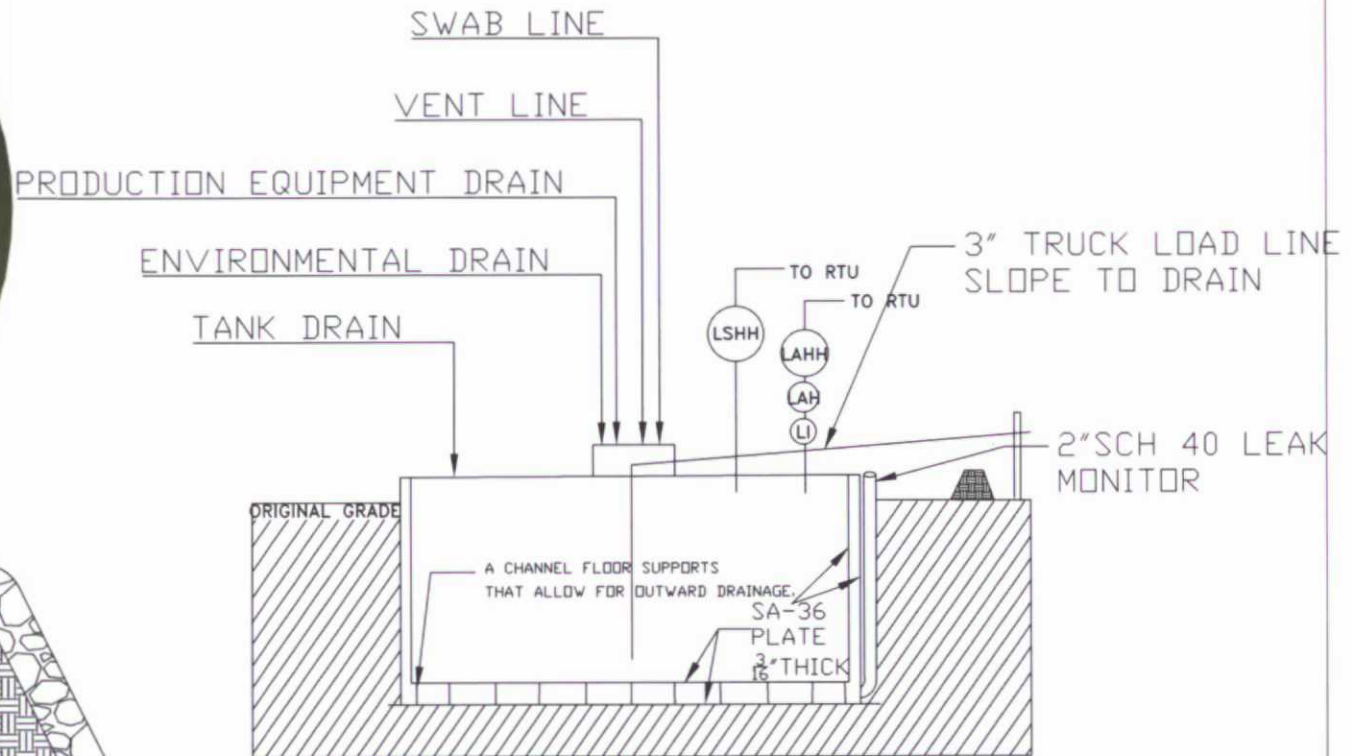 SWAB LINE
VENT LINE
PRODUCTION EQUIPMENT DRAIN
ENVIRONMENTAL DRAIN
TANK DRAIN
TO RTU
TO RTU
3" TRUCK LOAD LINE
SLOPE TO DRAIN
LSHH
LAHH
LAH
LI
2"SCH 40 LEAK
MONITOR
ORIGINAL GRADE
A CHANNEL FLOOR SUPPORTS
THAT ALLOW FOR OUTWARD DRAINAGE.
SA-36
PLATE
3/16"THICK